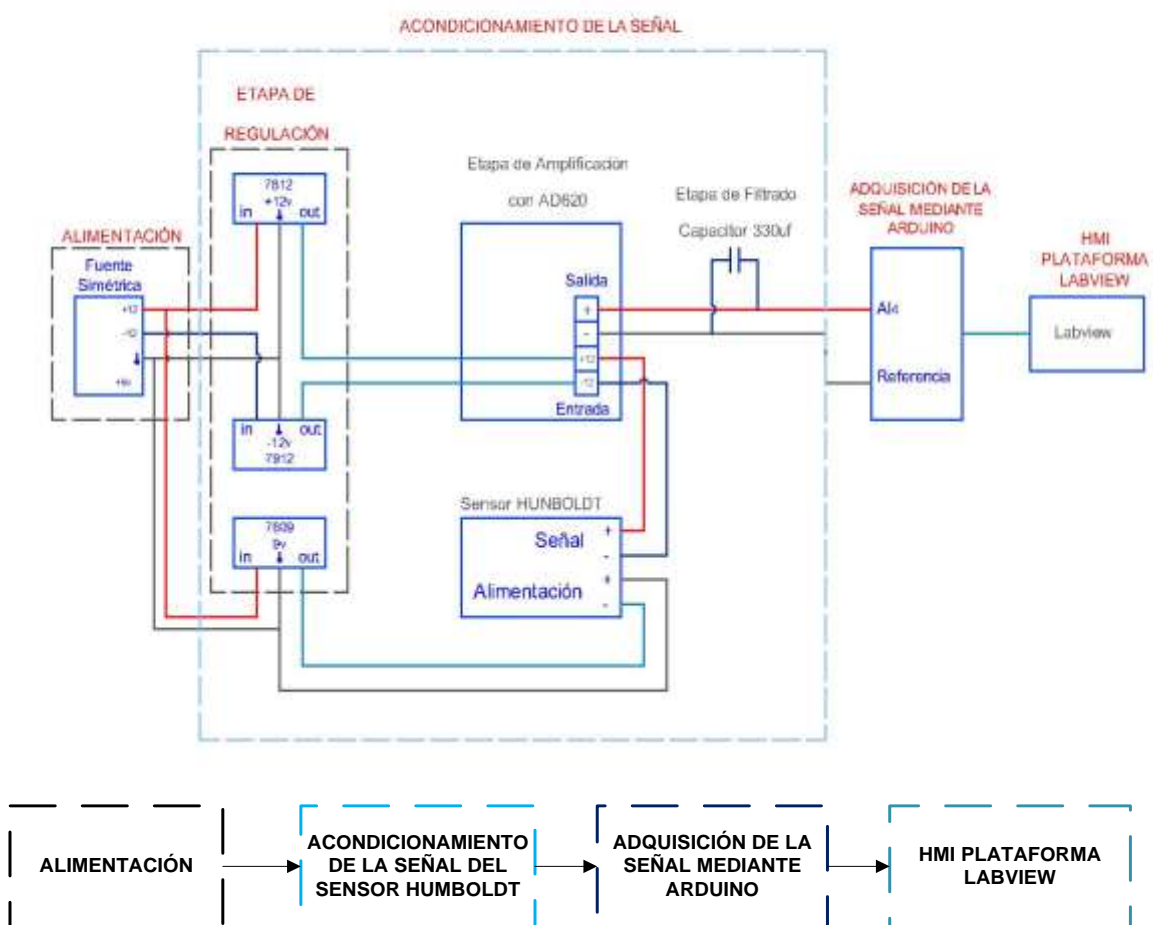 ACONDICIONAMIENTO DE LA SEÑAL
ETAPA DE
REGULACIÓN
7812
+12v
in
out
ALIMENTACIÓN
Fuente
Simétrica
+12
-12
in
out
-12v
7912
7809
9v
in
out
Etapa de Amplificación
con AD620
Salida
+
-
+12
-12
Entrada
Etapa de Filtrado
Capacitor 330uf
Sensor HUNBOLDT
Señal
+
-
Alimentación
+
-
ADQUISICIÓN DE LA
SEÑAL MEDIANTE
ARDUINO
AI4
Referencia
HMI
PLATAFORMA
LABVIEW
Labview
ALIMENTACIÓN
ACONDICIONAMIENTO
DE LA SEÑAL DEL
SENSOR HUMBOLDT
ADQUISICIÓN DE LA
SEÑAL MEDIANTE
ARDUINO
HMI PLATAFORMA
LABVIEW